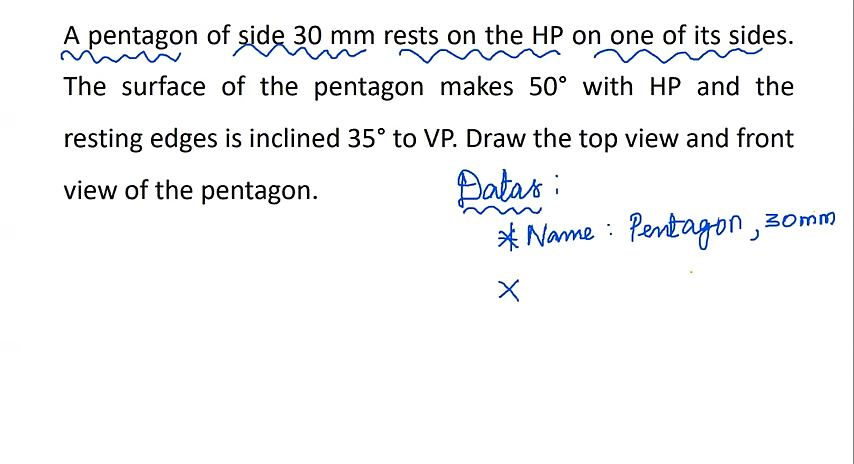 A pentagon of side 30 mm rests on the HP on one of its sides.
The surface of the pentagon makes 50° with HP and the
resting edges is inclined 35° to VP. Draw the top view and front
view of the pentagon.
Datas :
* Name : Pentagon, 30mm
×